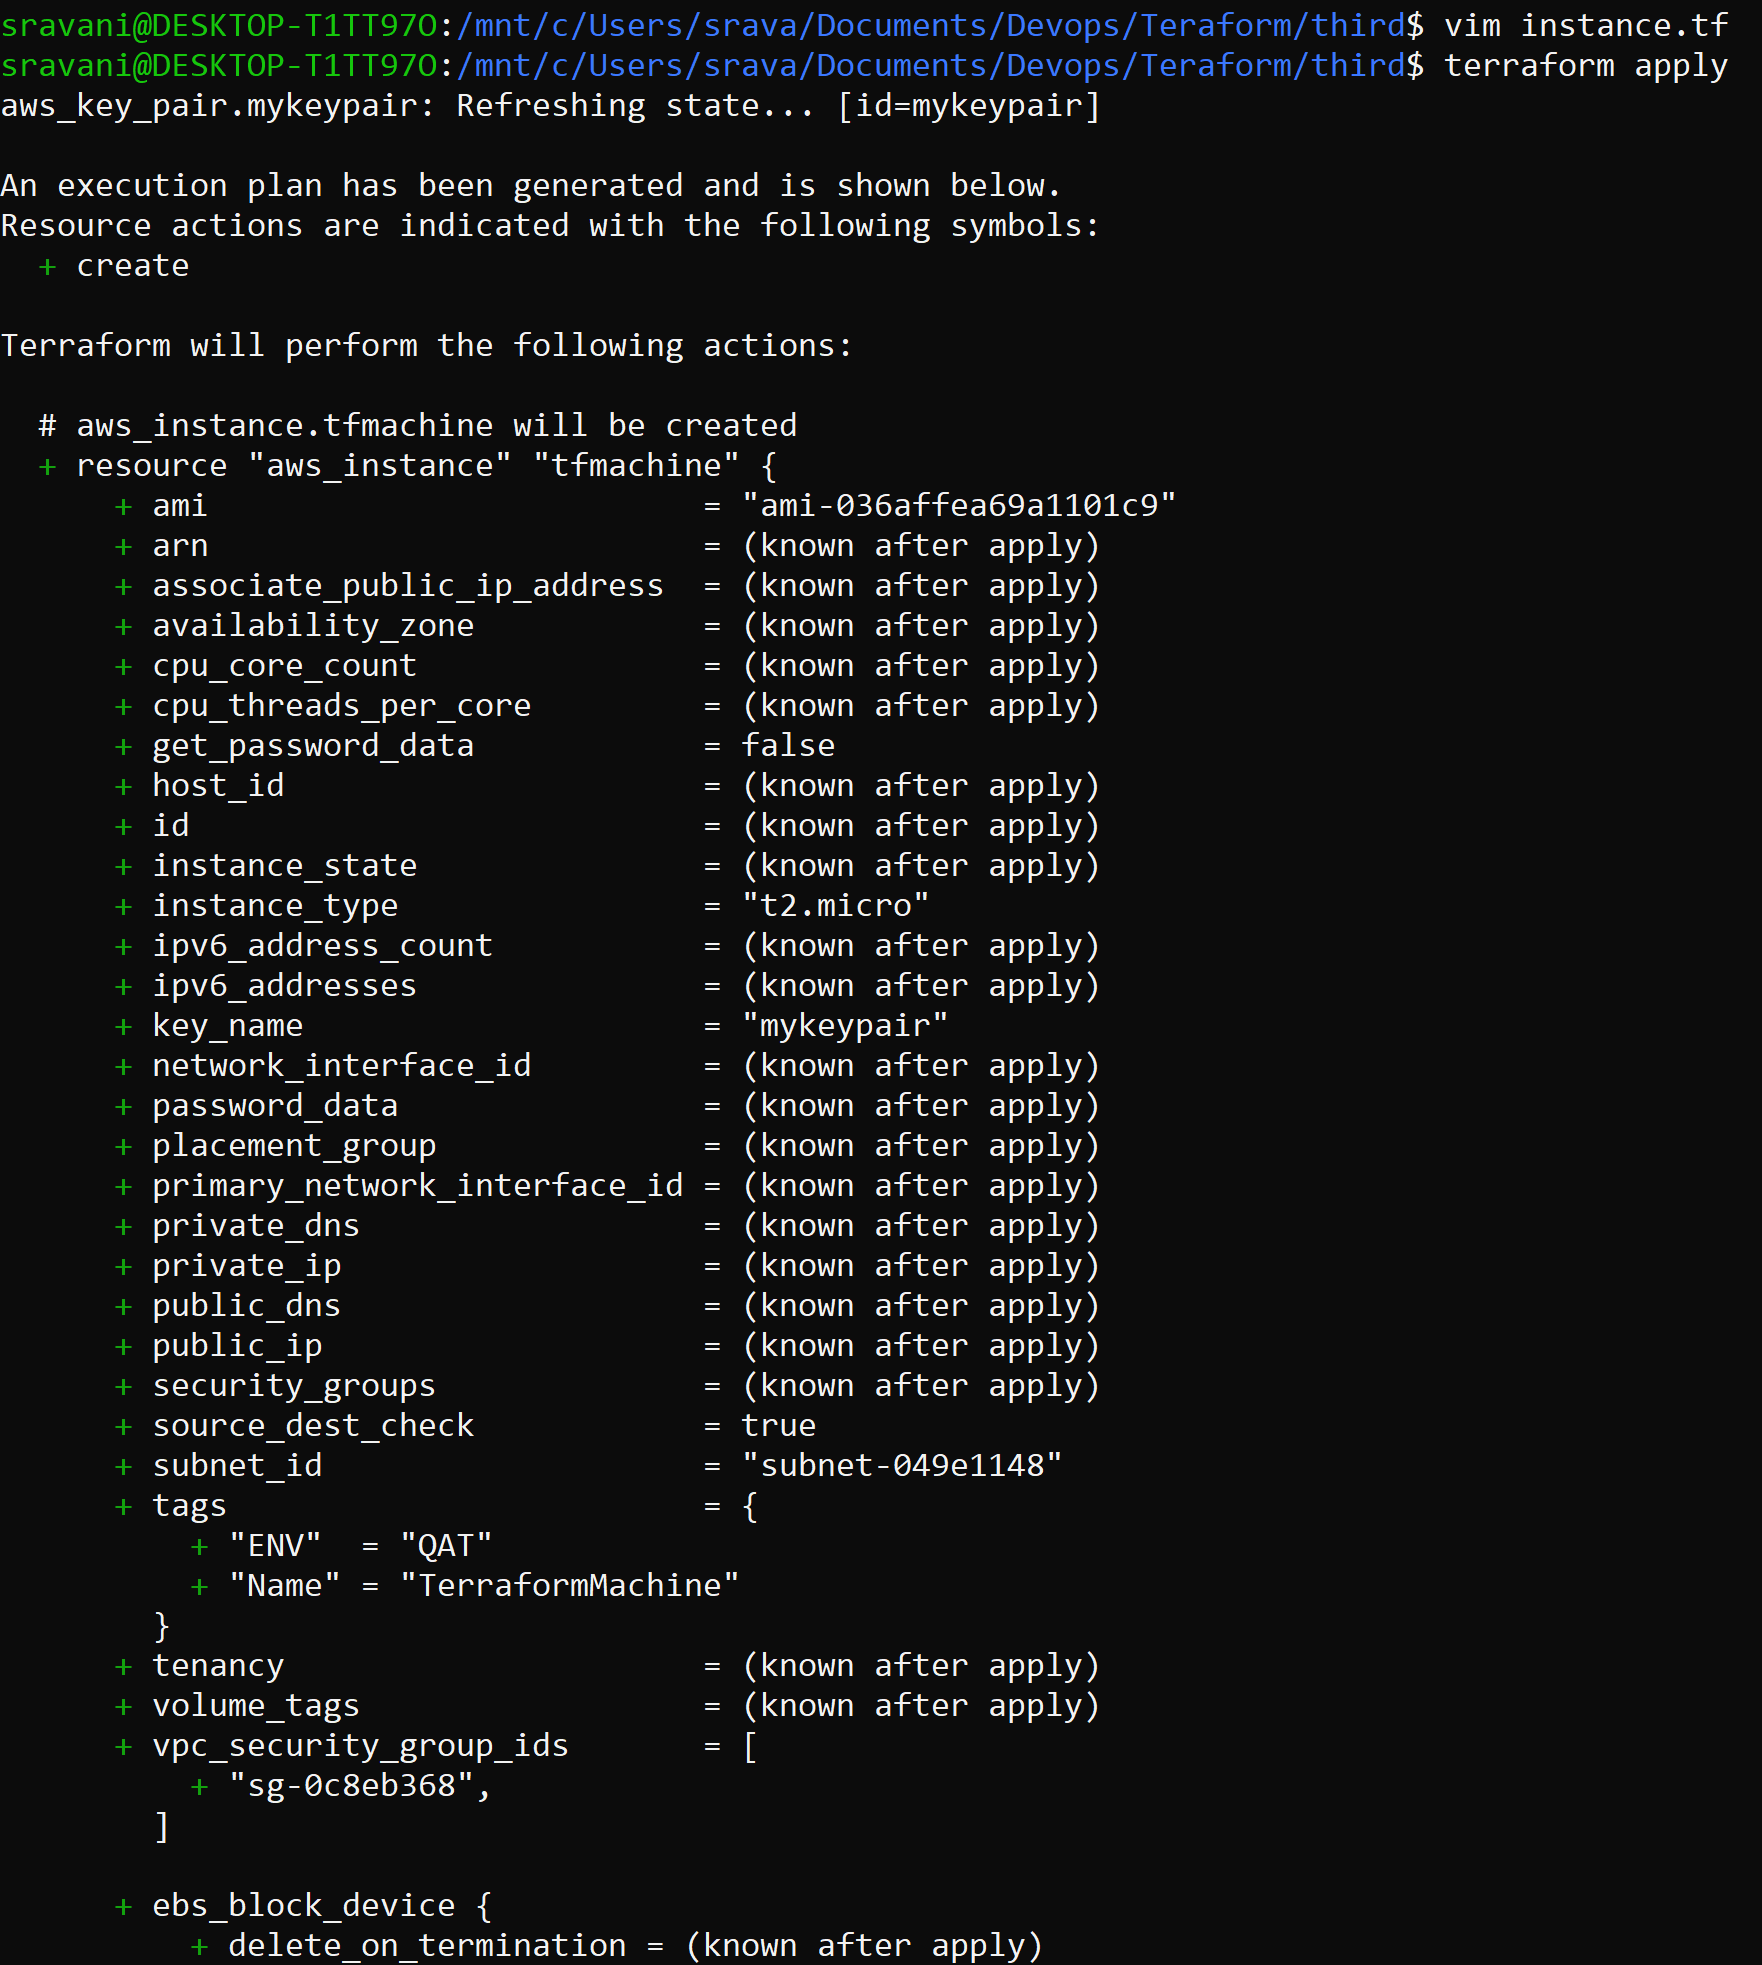 sravani@DESKTOP-T1TT97O:/mnt/c/Users/srava/Documents/Devops/Teraform/third$ vim instance.tf
sravani@DESKTOP-T1TT97O:/mnt/c/Users/srava/Documents/Devops/Teraform/third$ terraform apply
aws_key_pair.mykeypair: Refreshing state... [id=mykeypair]

An execution plan has been generated and is shown below.
Resource actions are indicated with the following symbols:
  + create

Terraform will perform the following actions:

  # aws_instance.tfmachine will be created
  + resource "aws_instance" "tfmachine" {
      + ami                          = "ami-036affea69a1101c9"
      + arn                          = (known after apply)
      + associate_public_ip_address  = (known after apply)
      + availability_zone            = (known after apply)
      + cpu_core_count               = (known after apply)
      + cpu_threads_per_core         = (known after apply)
      + get_password_data            = false
      + host_id                      = (known after apply)
      + id                           = (known after apply)
      + instance_state               = (known after apply)
      + instance_type                = "t2.micro"
      + ipv6_address_count           = (known after apply)
      + ipv6_addresses               = (known after apply)
      + key_name                     = "mykeypair"
      + network_interface_id         = (known after apply)
      + password_data                = (known after apply)
      + placement_group              = (known after apply)
      + primary_network_interface_id = (known after apply)
      + private_dns                  = (known after apply)
      + private_ip                   = (known after apply)
      + public_dns                   = (known after apply)
      + public_ip                    = (known after apply)
      + security_groups              = (known after apply)
      + source_dest_check            = true
      + subnet_id                    = "subnet-049e1148"
      + tags                         = {
          + "ENV"  = "QAT"
          + "Name" = "TerraformMachine"
        }
      + tenancy                      = (known after apply)
      + volume_tags                  = (known after apply)
      + vpc_security_group_ids       = [
          + "sg-0c8eb368",
        ]

      + ebs_block_device {
          + delete_on_termination = (known after apply)